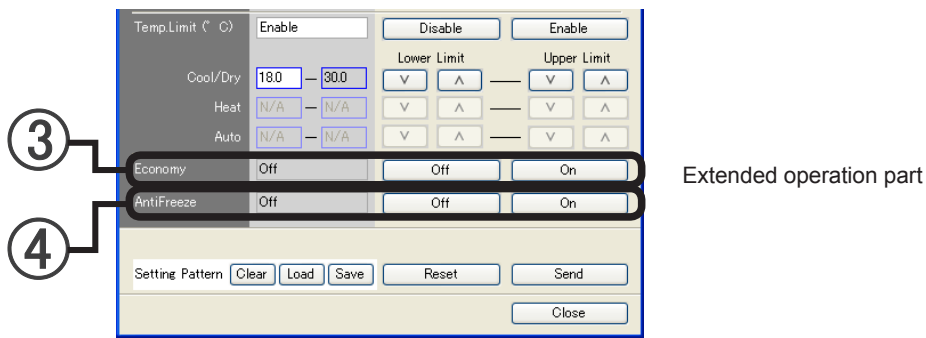 Temp.Limit (° C) Enable Disable Enable
Lower Limit Upper Limit
Cool/Dry 18.0 — 30.0 ∨ ∧ — ∨ ∧
Heat N/A — N/A ∨ ∧ — ∨ ∧
Auto N/A — N/A ∨ ∧ — ∨ ∧
③ Economy Off Off On Extended operation part
④ AntiFreeze Off Off On
Setting Pattern Clear Load Save Reset Send
Close